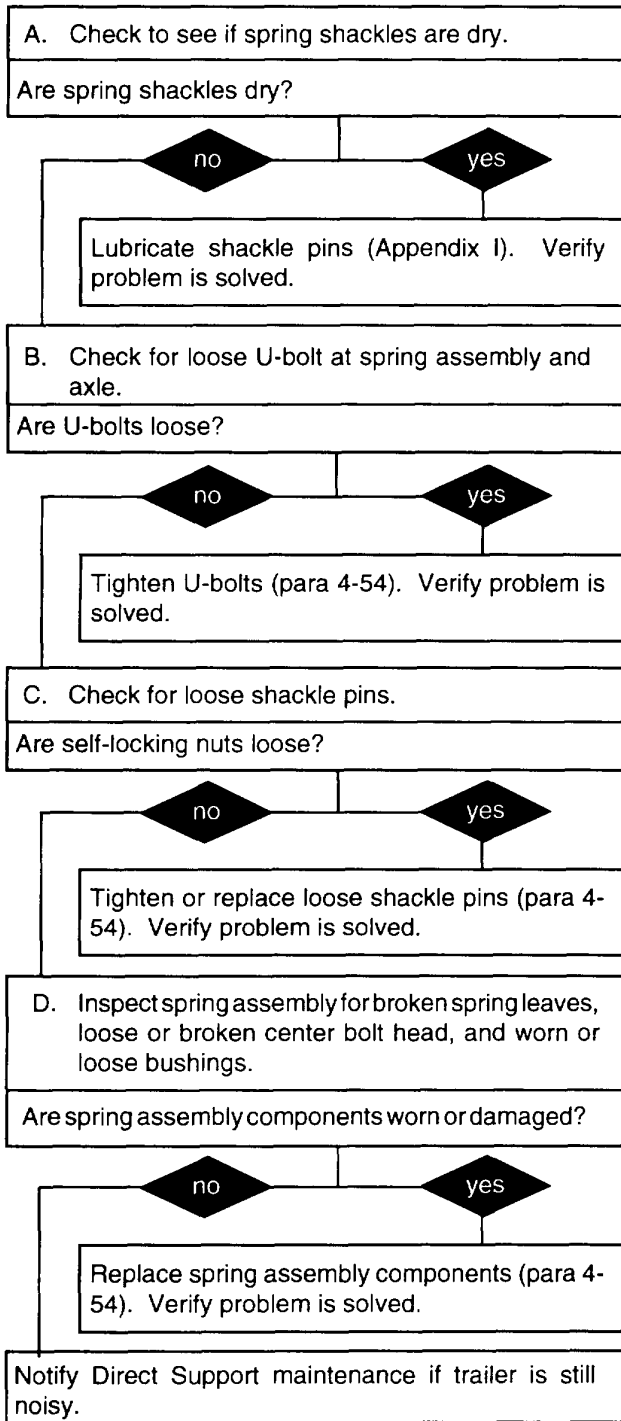 A. Check to see if spring shackles are dry.
Are spring shackles dry?
no yes
Lubricate shackle pins (Appendix I). Verify
problem is solved.
B. Check for loose U-bolt at spring assembly and
axle.
Are U-bolts loose?
no yes
Tighten U-bolts (para 4-54). Verify problem is
solved.
C. Check for loose shackle pins.
Are self-locking nuts loose?
no yes
Tighten or replace loose shackle pins (para 4-
54). Verify problem is solved.
D. Inspect spring assembly for broken spring leaves,
loose or broken center bolt head, and worn or
loose bushings.
Are spring assembly components worn or damaged?
no yes
Replace spring assembly components (para 4-
54). Verify problem is solved.
Notify Direct Support maintenance if trailer is still
noisy.